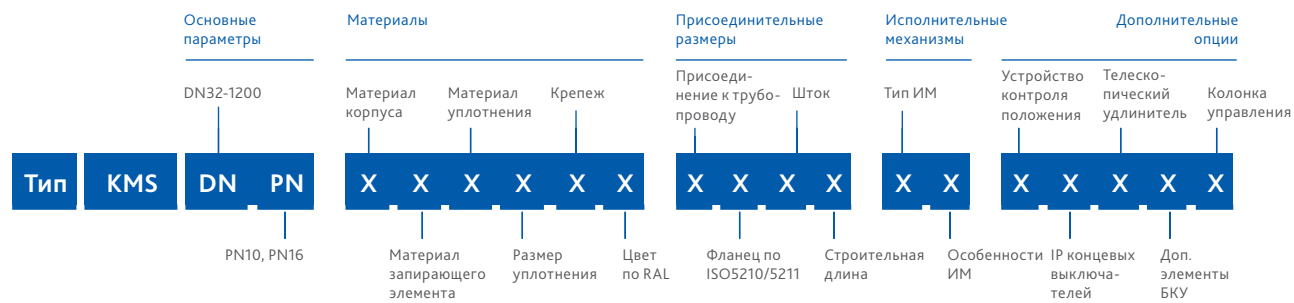 Основные
параметры
Материалы
Присоединительные
размеры
Исполнительные
механизмы
Дополнительные
опции
DN32-1200
Материал
корпуса
Материал
уплотнения
Крепеж
Присоеди-
нение к трубо-
проводу
Шток
Тип ИМ
Устройство
контроля
положения
Телеско-
пический
удлинитель
Колонка
управления
Тип KMS DN PN X X X X X X X X X X X X X X X X X
PN10, PN16
Материал
запирающего
элемента
Размер
уплотнения
Цвет
по RAL
Фланец по
ISO5210/5211
Строительная
длина
Особенности
ИМ
IP концевых
выключа-
телей
Доп.
элементы
БКУ